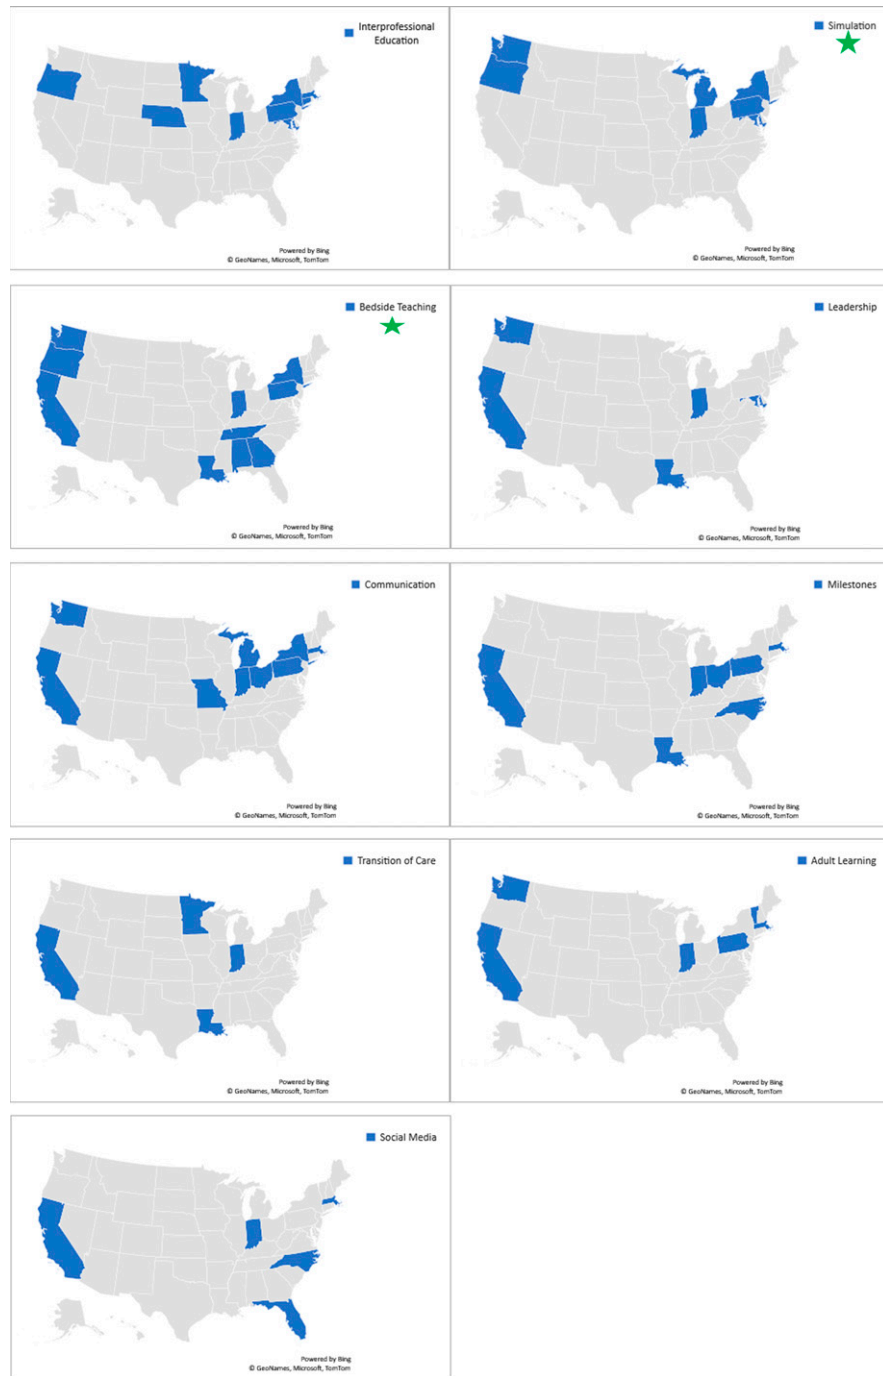 Interprofessional
Education
Powered by Bing
© GeoNames, Microsoft, TomTom
Simulation
Powered by Bing
© GeoNames, Microsoft, TomTom
Bedside Teaching
Powered by Bing
© GeoNames, Microsoft, TomTom
Leadership
Powered by Bing
© GeoNames, Microsoft, TomTom
Communication
Powered by Bing
© GeoNames, Microsoft, TomTom
Milestones
Powered by Bing
© GeoNames, Microsoft, TomTom
Transition of Care
Powered by Bing
© GeoNames, Microsoft, TomTom
Adult Learning
Powered by Bing
© GeoNames, Microsoft, TomTom
Social Media
Powered by Bing
© GeoNames, Microsoft, TomTom